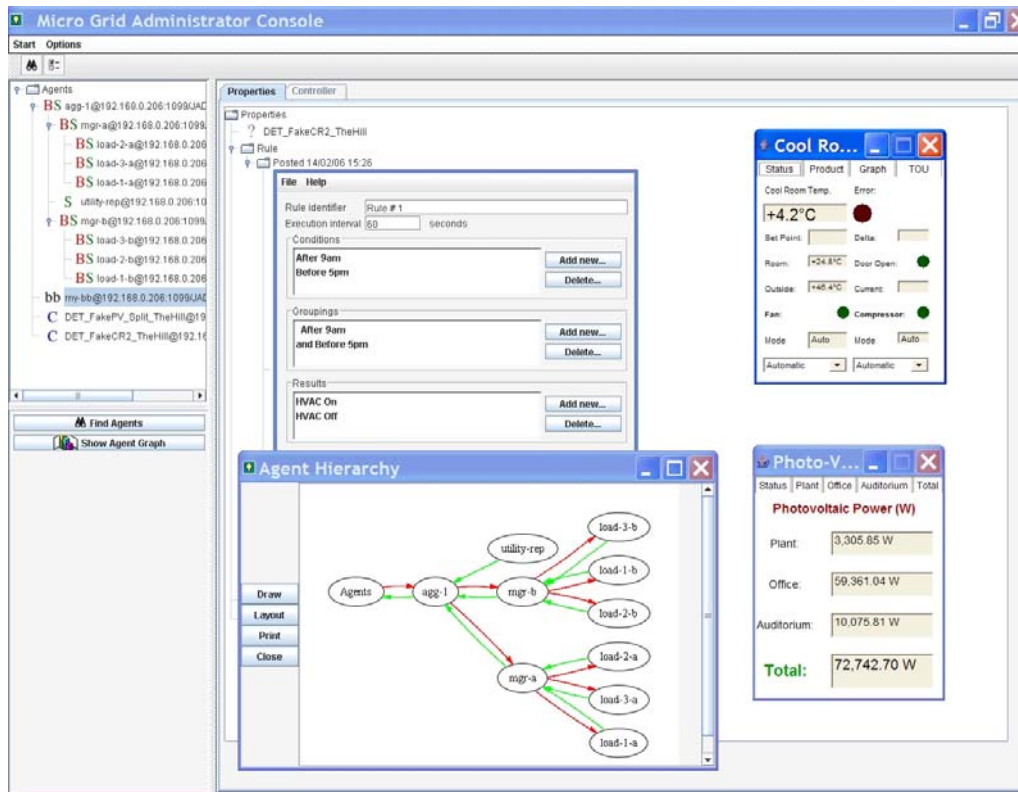 Micro Grid Administrator Console
Start Options
Agents
BS agg-1@192.168.0.206:1099/JAD
BS mgr-a@192.168.0.206:1099/
BS load-2-a@192.168.0.206
BS load-3-a@192.168.0.206
BS load-1-a@192.168.0.206
S utility-rep@192.168.0.206:10
BS mgr-b@192.168.0.206:1099/
BS load-3-b@192.168.0.206
BS load-2-b@192.168.0.206
BS load-1-b@192.168.0.206
bb my-bb@192.168.0.206:1099/JAD
C DET_FakePV_Split_TheHill@19
C DET_FakeCR2_TheHill@192.16
Find Agents
Show Agent Graph
Properties Controller
Properties
? DET_FakeCR2_TheHill
Rule
Posted 14/02/06 15:26
File Help
Rule identifier Rule # 1
Execution interval 60 seconds
Conditions
After 9am
Before 5pm
Add new...
Delete...
Groupings
After 9am
and Before 5pm
Add new...
Delete...
Results
HVAC On
HVAC Off
Add new...
Delete...
Agent Hierarchy
Draw
Layout
Print
Close
Agents
agg-1
utility-rep
mgr-b
mgr-a
load-3-b
load-1-b
load-2-b
load-2-a
load-3-a
load-1-a
Cool Ro...
Status Product Graph TOU
Cool Room Temp. Error:
+4.2°C
Set Point: Delta:
Room: +24.8°C Door Open:
Outside: +46.4°C Current:
Fan: Compressor:
Mode Auto Mode Auto
Automatic Automatic
Photo-V...
Status Plant Office Auditorium Total
Photovoltaic Power (W)
Plant: 3,305.85 W
Office: 59,361.04 W
Auditorium: 10,075.81 W
Total: 72,742.70 W